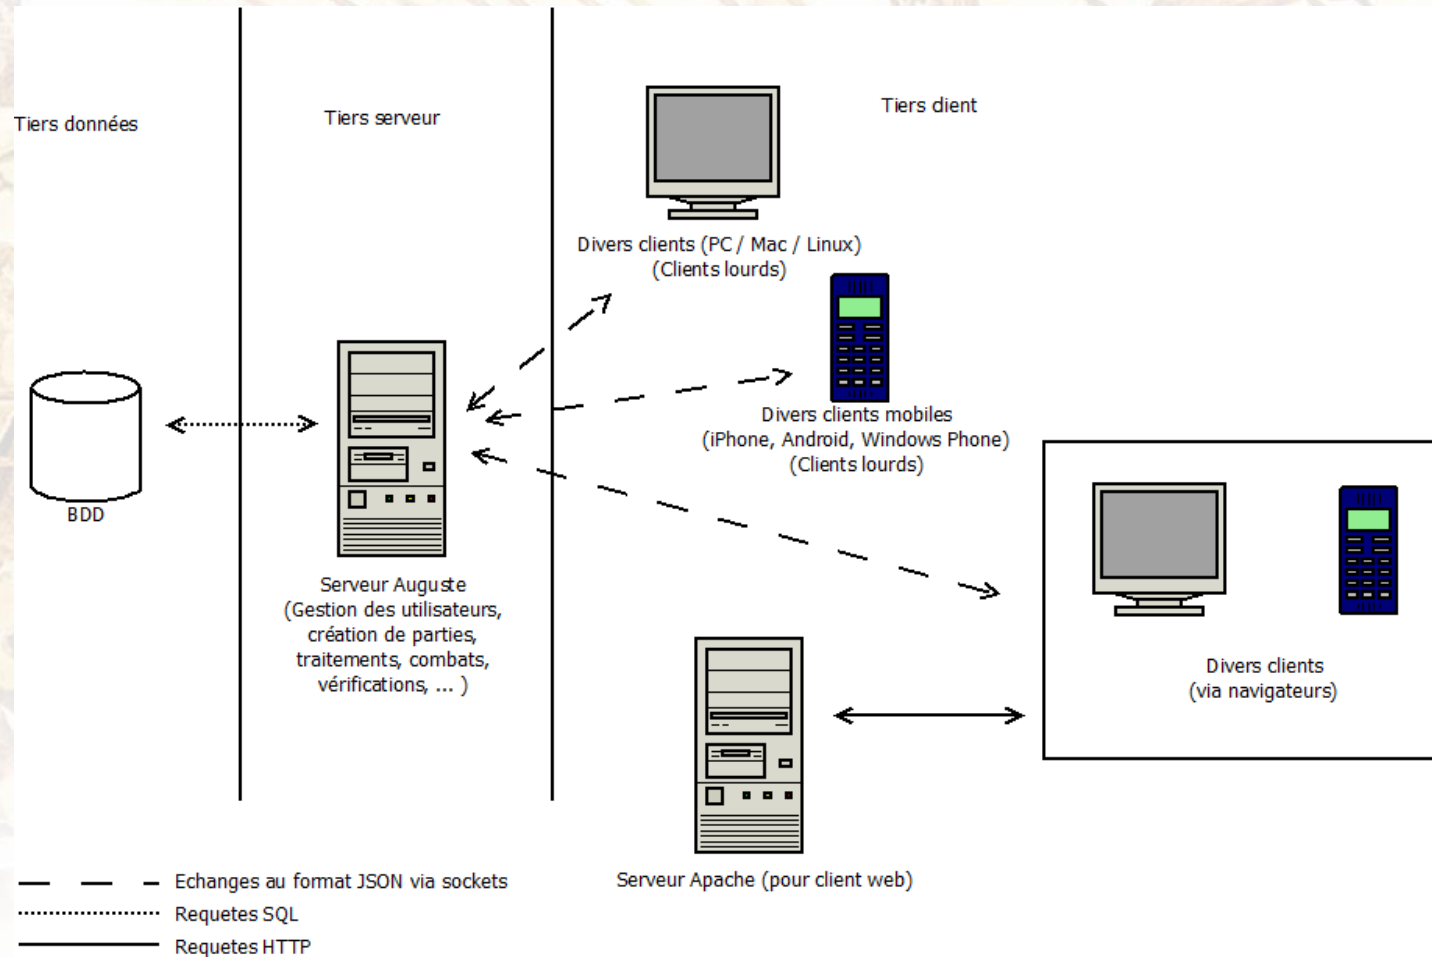 Tiers données
Tiers serveur
Tiers client
Divers clients (PC / Mac / Linux)
(Clients lourds)
Divers clients mobiles
(iPhone, Android, Windows Phone)
(Clients lourds)
BDD
Serveur Auguste
(Gestion des utilisateurs,
création de parties,
traitements, combats,
vérifications, ... )
Divers clients
(via navigateurs)
Serveur Apache (pour client web)
Echanges au format JSON via sockets
Requetes SQL
Requetes HTTP